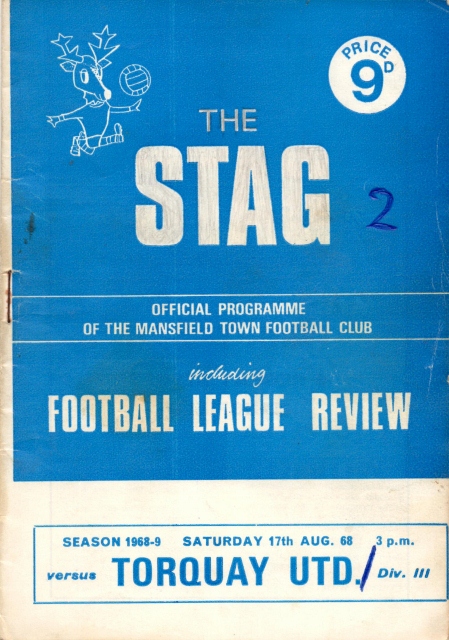 PRICE
9D
THE
STAG
2
OFFICIAL PROGRAMME
OF THE MANSFIELD TOWN FOOTBALL CLUB
including
FOOTBALL LEAGUE REVIEW
SEASON 1968-9 SATURDAY 17th AUG. 68 3 p.m.
versus TORQUAY UTD./ Div. III